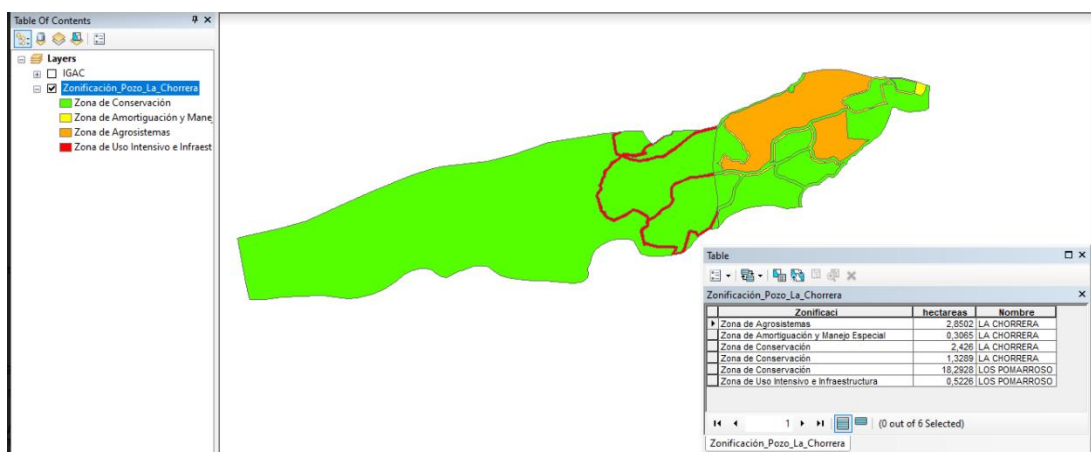 Table Of Contents
Layers
IGAC
Zonificación_Pozo_La_Chorrera
Zona de Conservación
Zona de Amortiguación y Mane
Zona de Agrosistemas
Zona de Uso Intensivo e Infraest
Table
Zonificación_Pozo_La_Chorrera
Zonificaci hectareas Nombre
Zona de Agrosistemas 2,8502 LA CHORRERA
Zona de Amortiguación y Manejo Especial 0,3065 LA CHORRERA
Zona de Conservación 2,426 LA CHORRERA
Zona de Conservación 1,3289 LA CHORRERA
Zona de Conservación 18,2928 LOS POMARROSO
Zona de Uso Intensivo e Infraestructura 0,5226 LOS POMARROSO
1 (0 out of 6 Selected)
Zonificación_Pozo_La_Chorrera